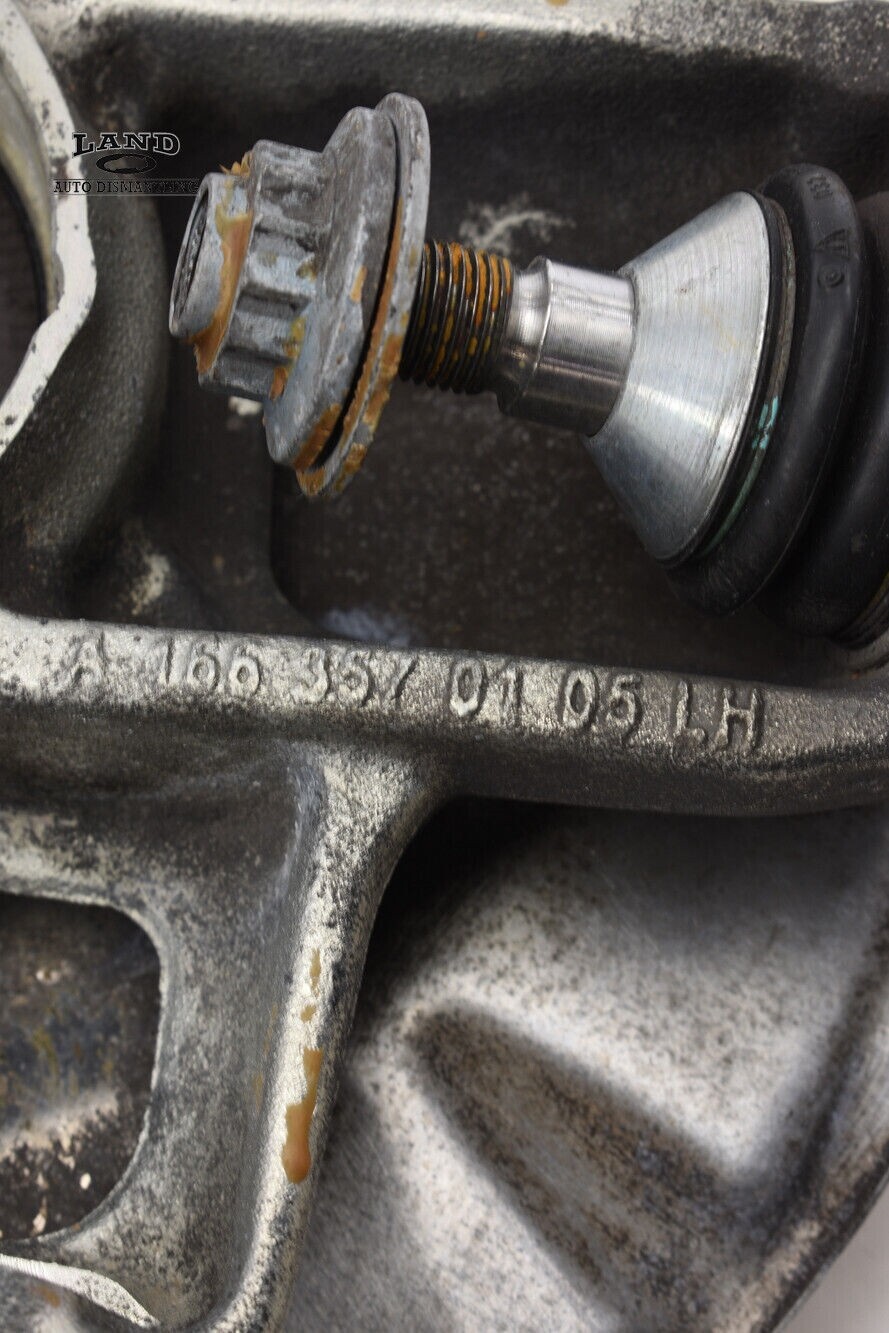 LAND
AUTO DISMANTLING
A 166 357 01 05 LH